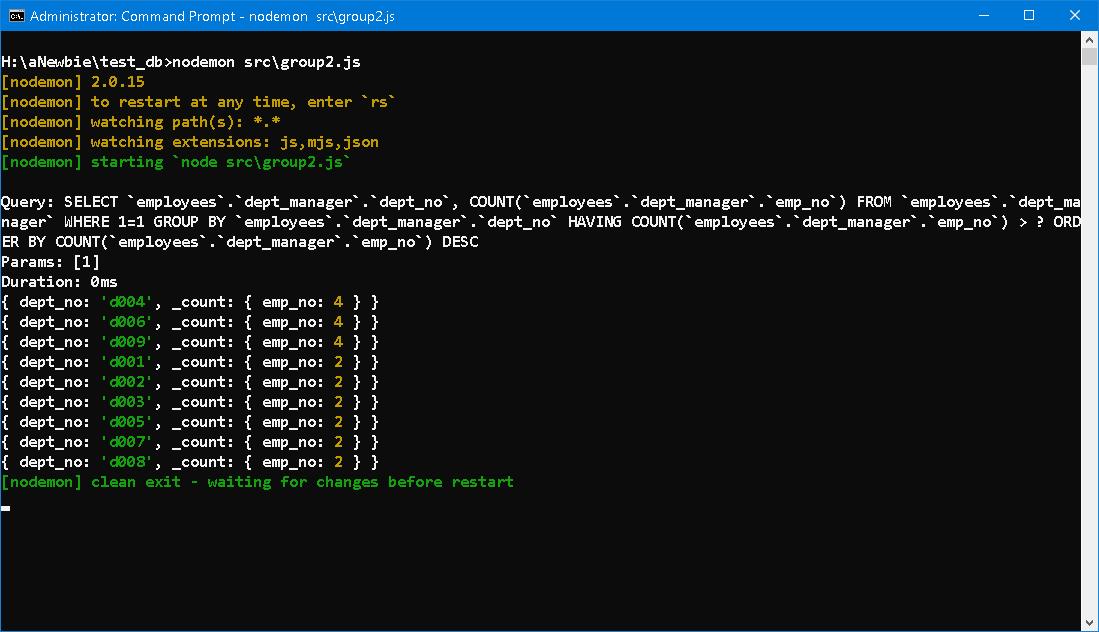 Administrator: Command Prompt - nodemon  src\group2.js
H:\aNewbie\test_db>nodemon src\group2.js
[nodemon] 2.0.15
[nodemon] to restart at any time, enter `rs`
[nodemon] watching path(s): *.*
[nodemon] watching extensions: js,mjs,json
[nodemon] starting `node src\group2.js`
Query: SELECT `employees`.`dept_manager`.`dept_no`, COUNT(`employees`.`dept_manager`.`emp_no`) FROM `employees`.`dept_ma
nager` WHERE 1=1 GROUP BY `employees`.`dept_manager`.`dept_no` HAVING COUNT(`employees`.`dept_manager`.`emp_no`) > ? ORD
ER BY COUNT(`employees`.`dept_manager`.`emp_no`) DESC
Params: [1]
Duration: 0ms
{ dept_no: 'd004', _count: { emp_no: 4 } }
{ dept_no: 'd006', _count: { emp_no: 4 } }
{ dept_no: 'd009', _count: { emp_no: 4 } }
{ dept_no: 'd001', _count: { emp_no: 2 } }
{ dept_no: 'd002', _count: { emp_no: 2 } }
{ dept_no: 'd003', _count: { emp_no: 2 } }
{ dept_no: 'd005', _count: { emp_no: 2 } }
{ dept_no: 'd007', _count: { emp_no: 2 } }
{ dept_no: 'd008', _count: { emp_no: 2 } }
[nodemon] clean exit - waiting for changes before restart